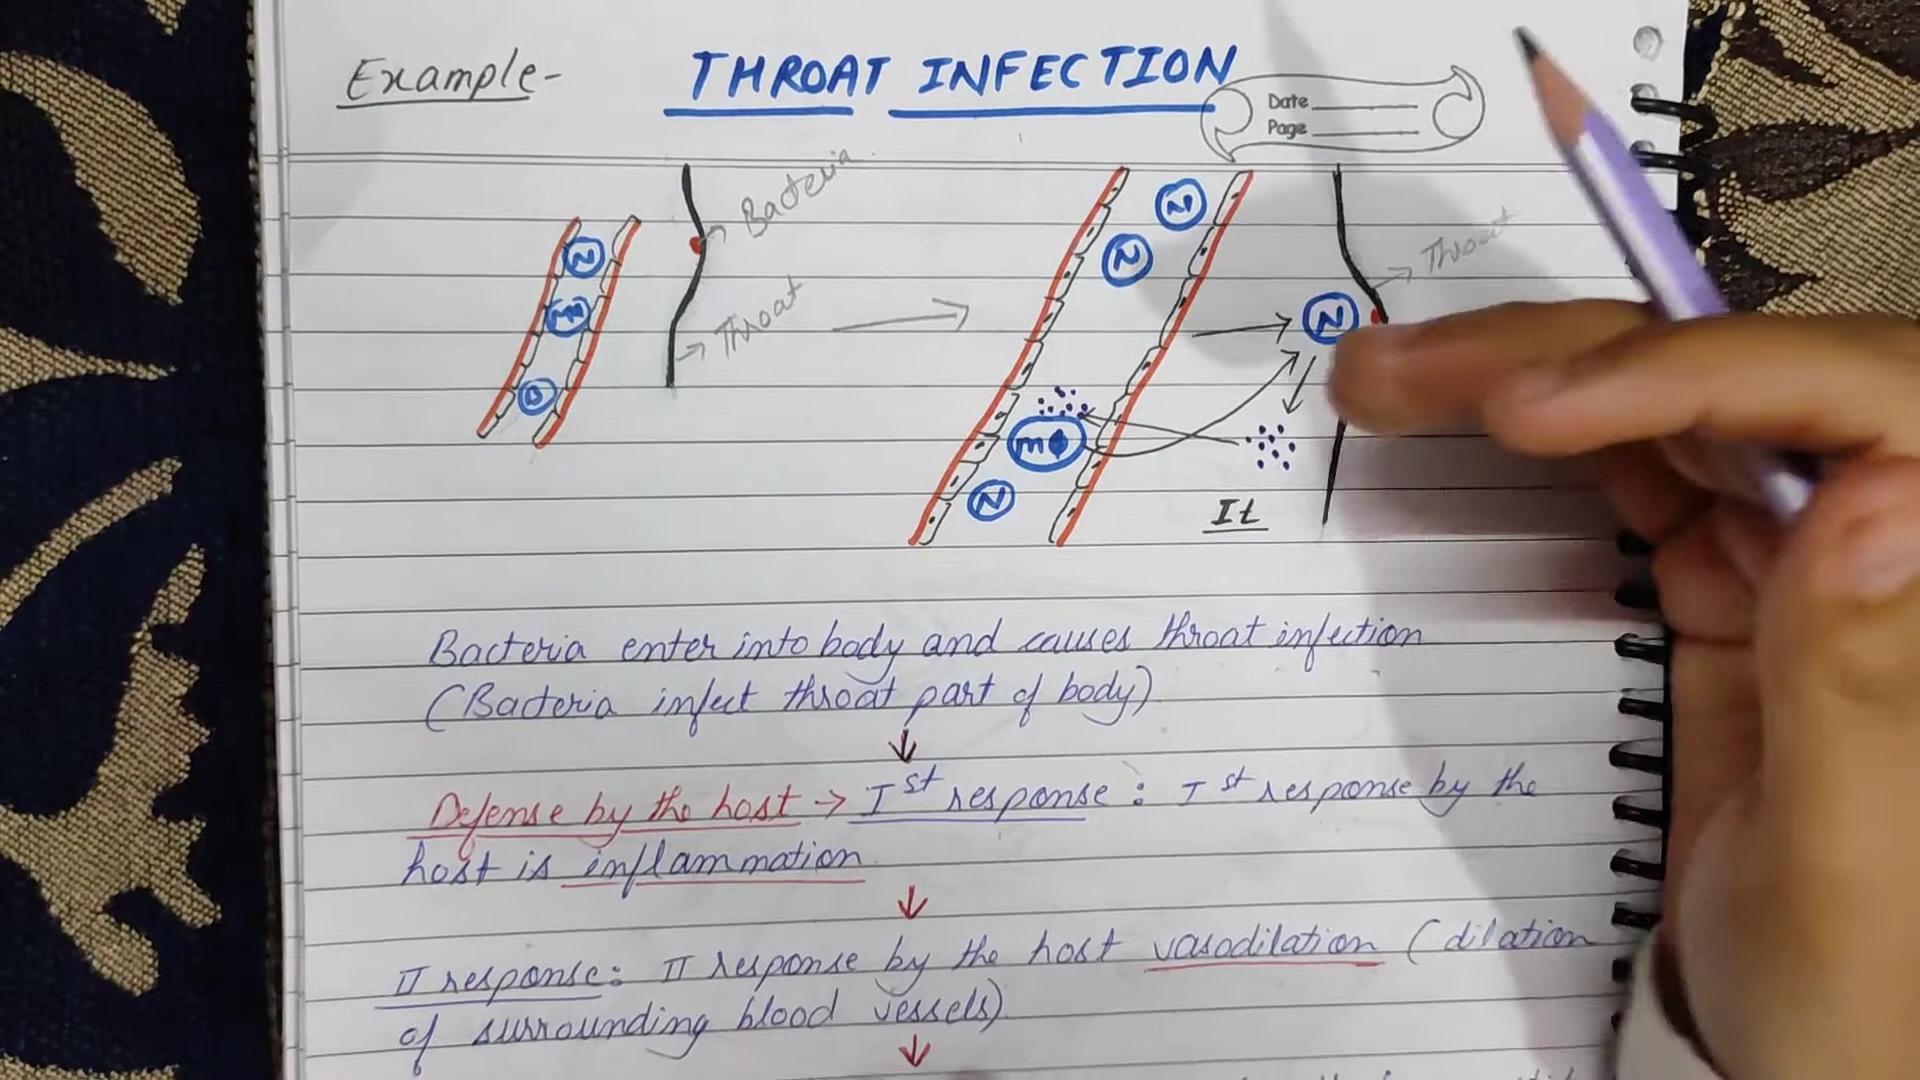 Example- THROAT INFECTION
Date
Page
Bacteria
Throat
Throat
N
N
N
N
N
mφ
It
Bacteria enter into body and causes throat infection
(Bacteria infect throat part of body)
Defense by the host → Ist response : Ist response by the
host is inflammation
II response: II response by the host vasodilation (dilation
of surrounding blood vessels)